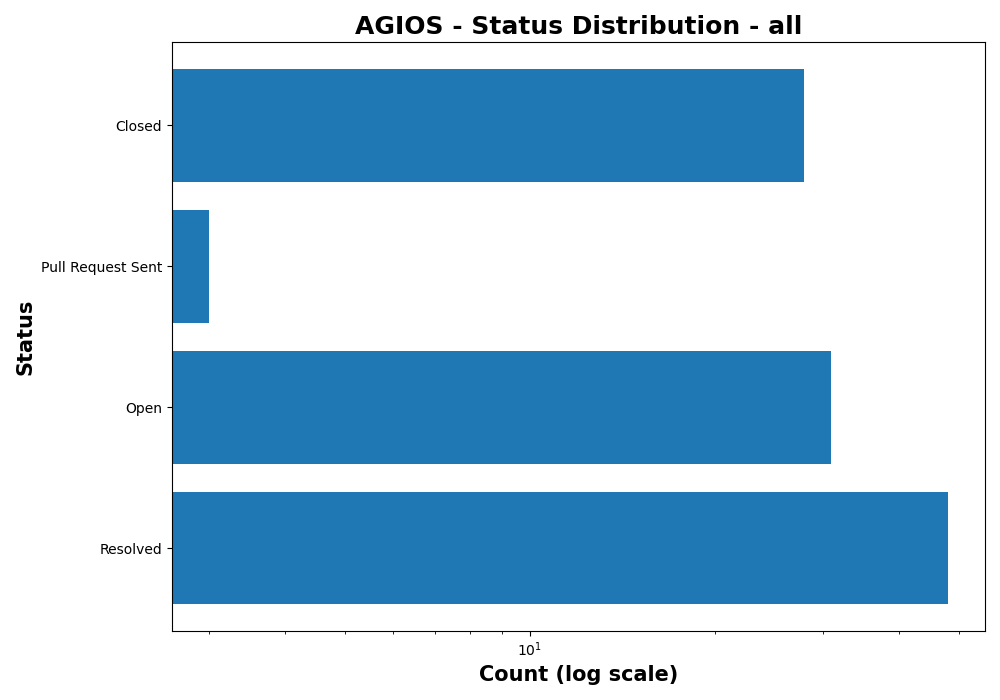 AGIOS - Status Distribution - all
Closed
Pull Request Sent
Open
Resolved
Status
10¹
Count (log scale)